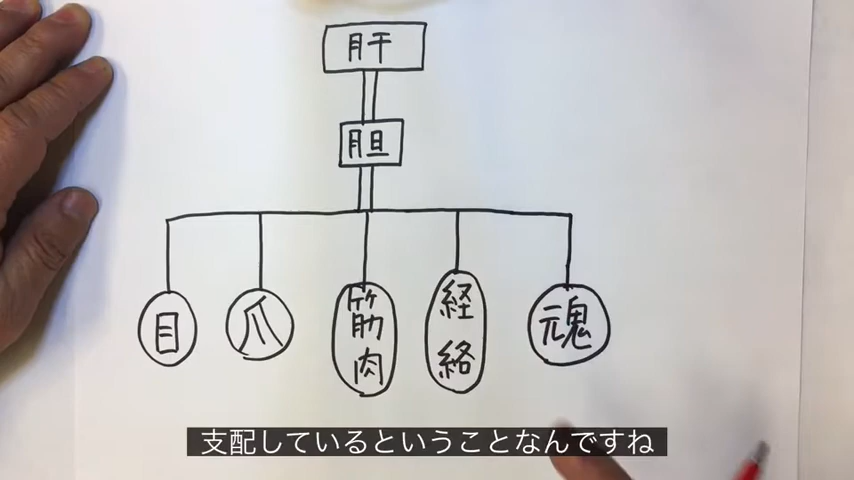 肝
胆
目
爪
筋肉
経絡
魂
支配しているということなんですね